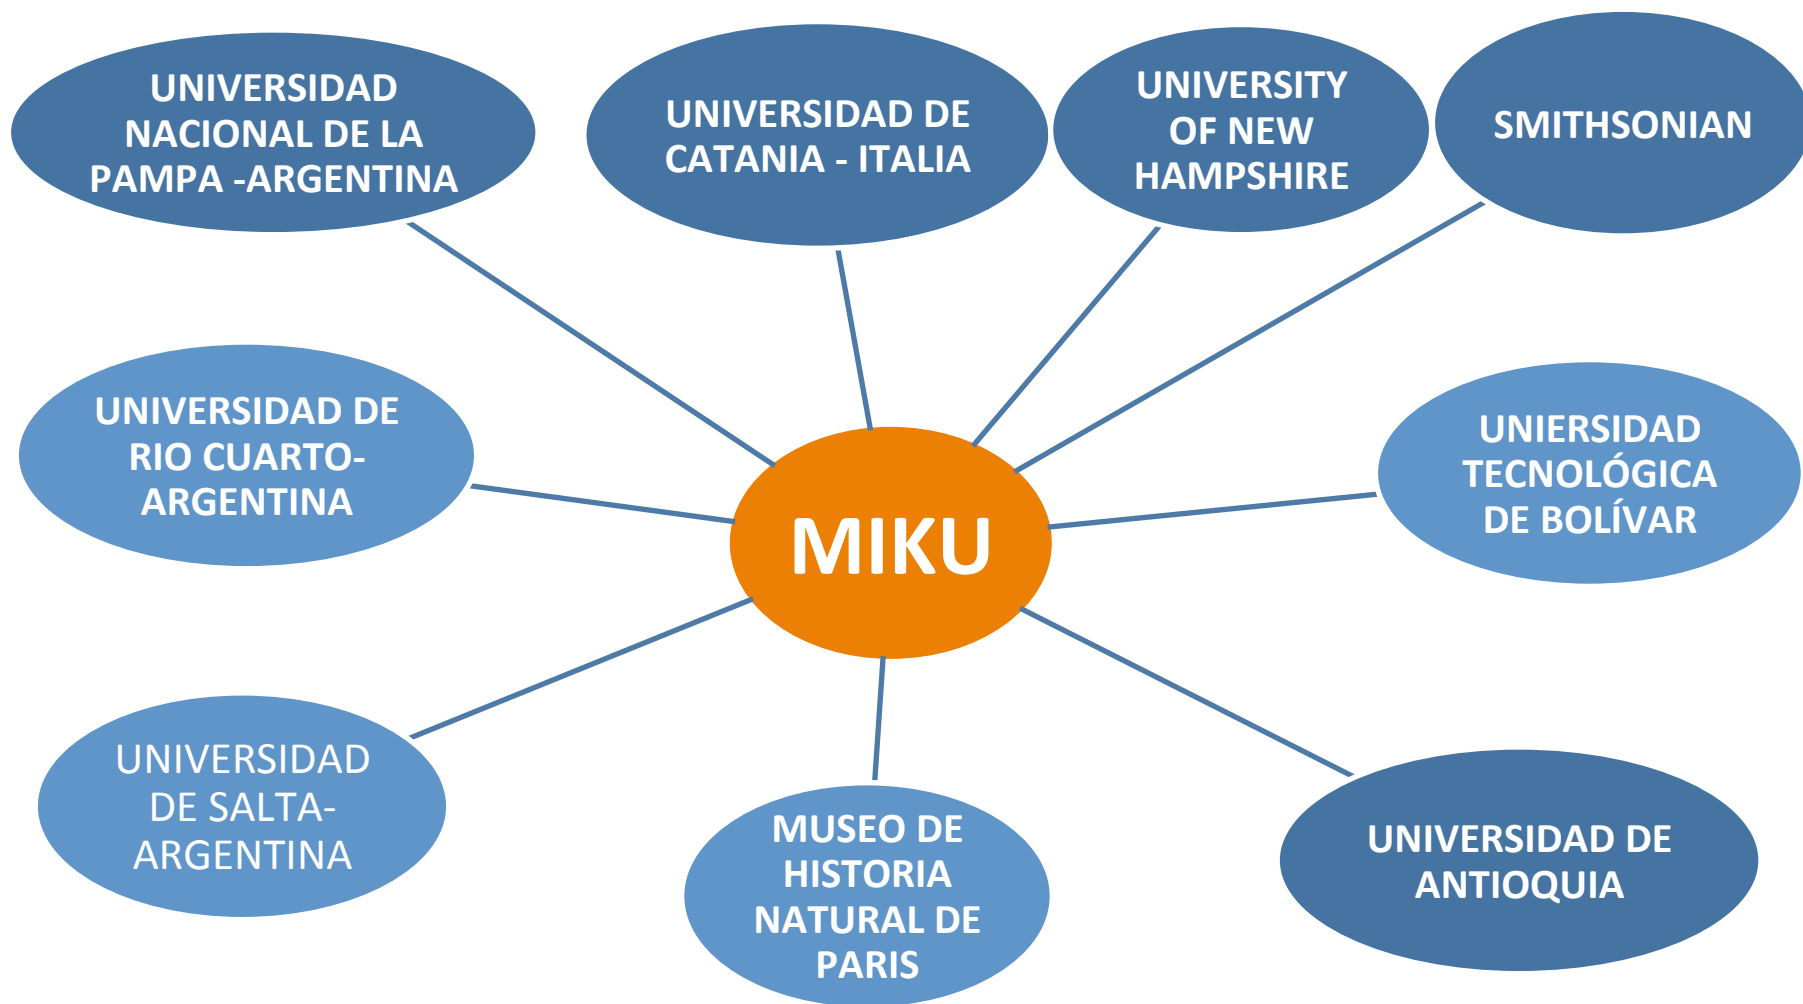 UNIVERSIDAD
NACIONAL DE LA
PAMPA -ARGENTINA
UNIVERSIDAD DE
CATANIA - ITALIA
UNIVERSITY
OF NEW
HAMPSHIRE
SMITHSONIAN
UNIVERSIDAD DE
RIO CUARTO-
ARGENTINA
MIKU
UNIERSIDAD
TECNOLÓGICA
DE BOLÍVAR
UNIVERSIDAD
DE SALTA-
ARGENTINA
MUSEO DE
HISTORIA
NATURAL DE
PARIS
UNIVERSIDAD DE
ANTIOQUIA